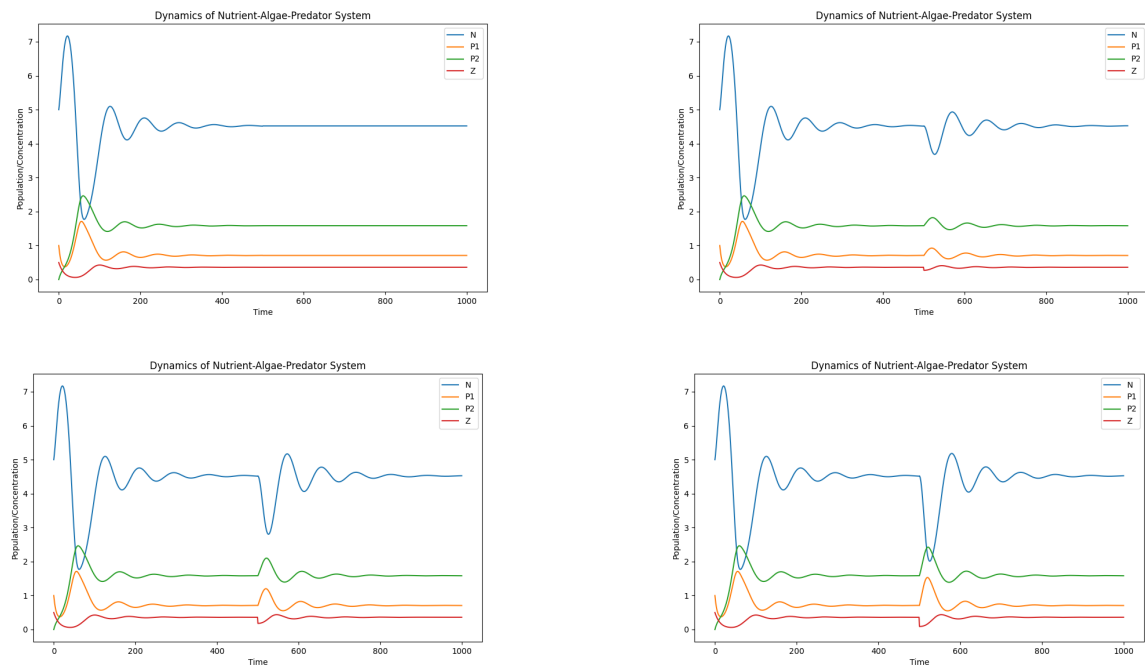 Dynamics of Nutrient-Algae-Predator System
Population/Concentration
7
6
5
4
3
2
1
0
N
P1
P2
Z
0
200
400
600
800
1000
Time
Dynamics of Nutrient-Algae-Predator System
Population/Concentration
7
6
5
4
3
2
1
0
N
P1
P2
Z
0
200
400
600
800
1000
Time
Dynamics of Nutrient-Algae-Predator System
Population/Concentration
7
6
5
4
3
2
1
0
N
P1
P2
Z
0
200
400
600
800
1000
Time
Dynamics of Nutrient-Algae-Predator System
Population/Concentration
7
6
5
4
3
2
1
0
N
P1
P2
Z
0
200
400
600
800
1000
Time